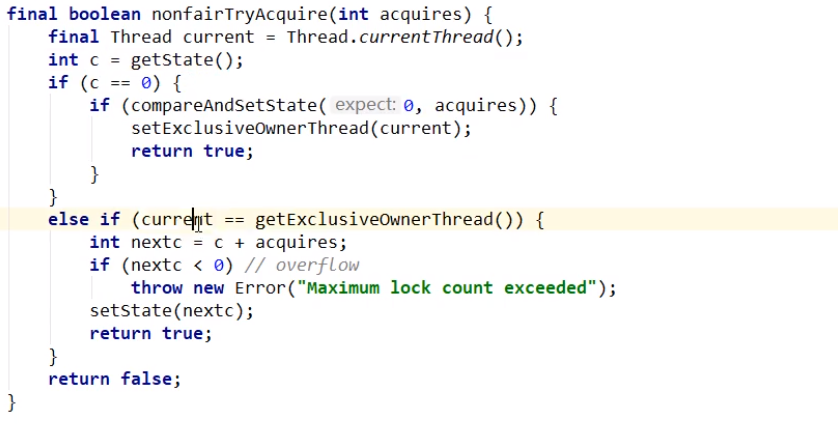 final boolean nonfairTryAcquire(int acquires) {
    final Thread current = Thread.currentThread();
    int c = getState();
    if (c == 0) {
        if (compareAndSetState( expect: 0, acquires)) {
            setExclusiveOwnerThread(current);
            return true;
        }
    }
    else if (current == getExclusiveOwnerThread()) {
        int nextc = c + acquires;
        if (nextc < 0) // overflow
            throw new Error("Maximum lock count exceeded");
        setState(nextc);
        return true;
    }
    return false;
}